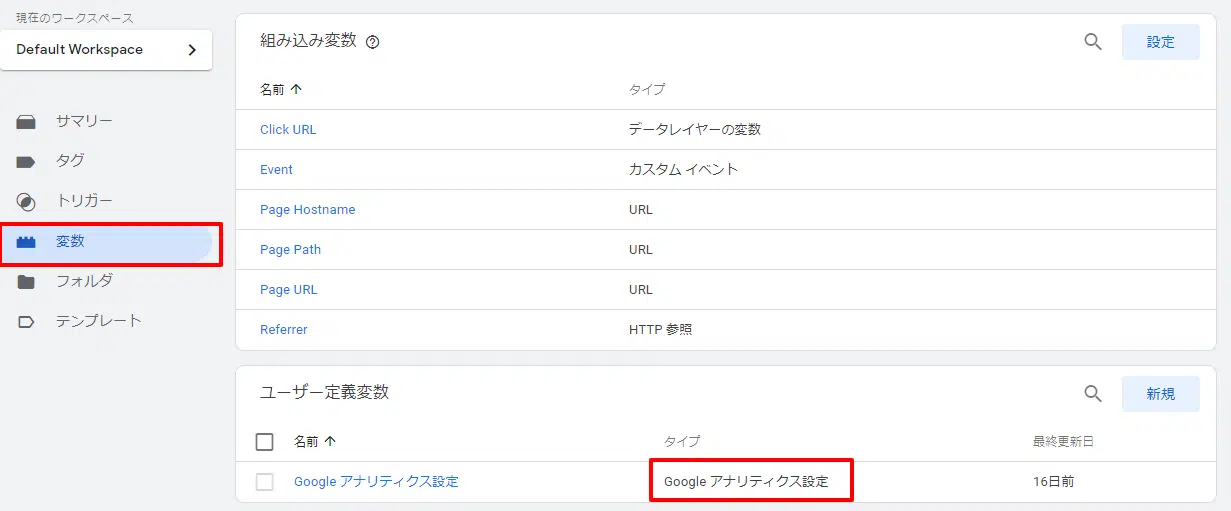 現在のワークスペース
Default Workspace
サマリー
タグ
トリガー
変数
フォルダ
テンプレート
組み込み変数
設定
名前 タイプ
Click URL データレイヤーの変数
Event カスタム イベント
Page Hostname URL
Page Path URL
Page URL URL
Referrer HTTP 参照
ユーザー定義変数
新規
名前 タイプ 最終更新日
Google アナリティクス設定 Google アナリティクス設定 16日前